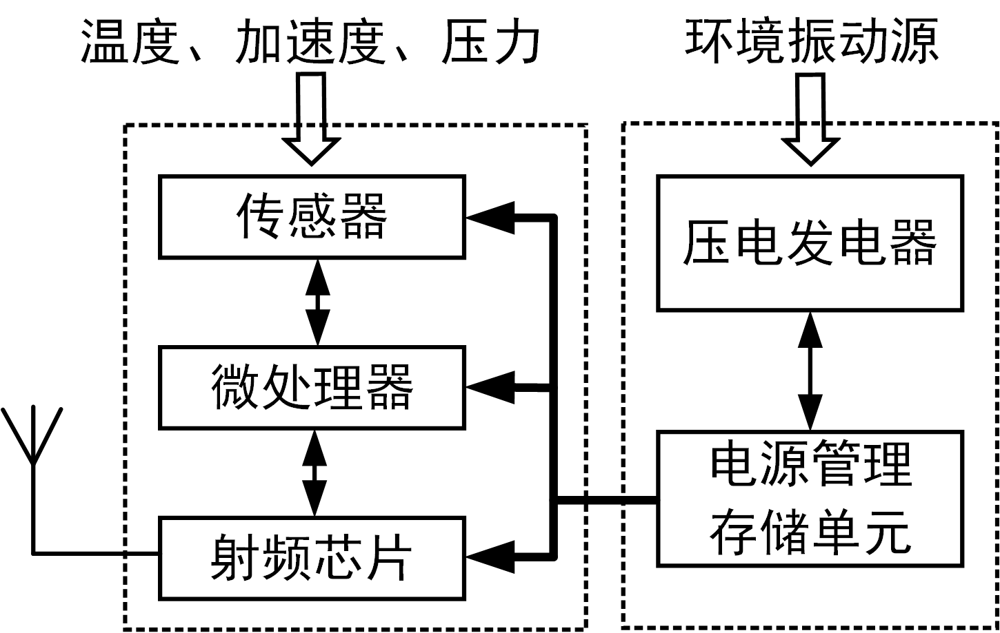 温度、加速度、压力
环境振动源
传感器
微处理器
射频芯片
压电发电器
电源管理
存储单元